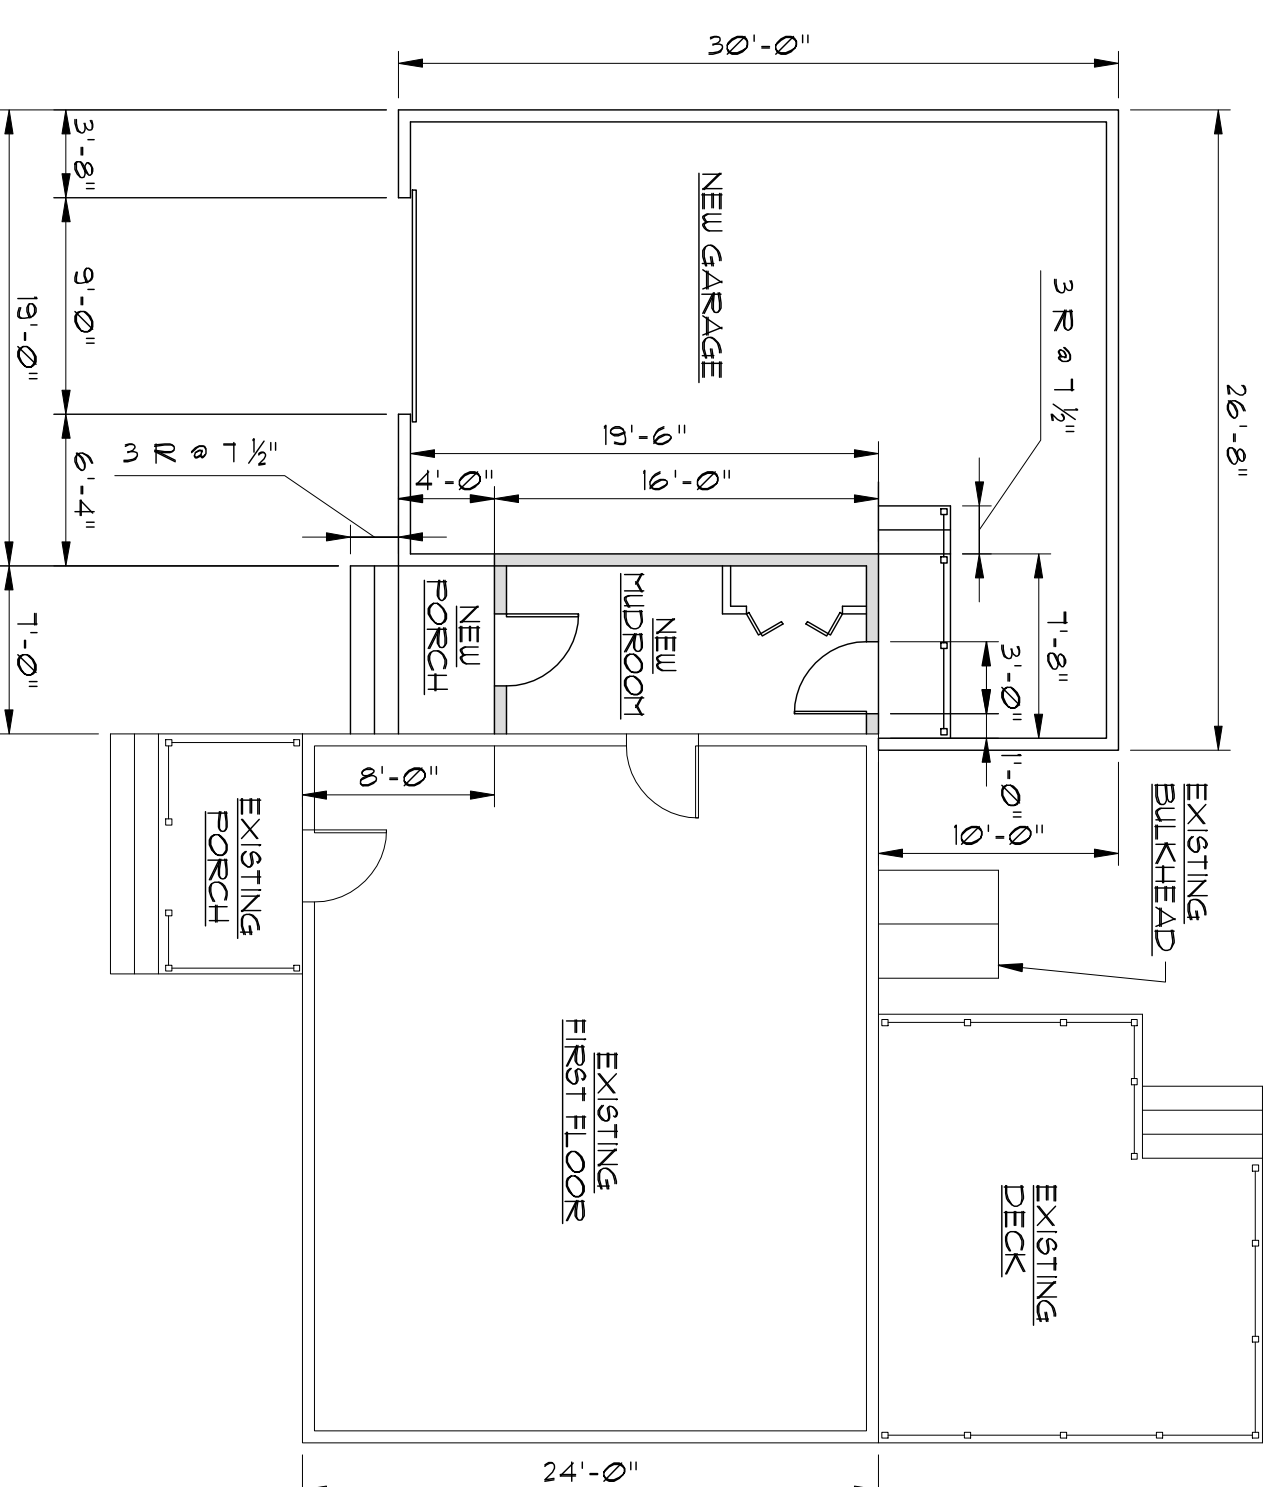 30'-0"
3'-8"
9'-0"
19'-0"
6'-4"
7'-0"
3 R @ 7 ½"
NEW GARAGE
3 R @ 7 ½"
26'-8"
19'-6"
4'-0"
16'-0"
NEW
PORCH
NEW
MUDROOM
7'-8"
3'-0"
1'-0"
10'-0"
8'-0"
EXISTING
PORCH
EXISTING
BULKHEAD
EXISTING
FIRST FLOOR
EXISTING
DECK
24'-0"